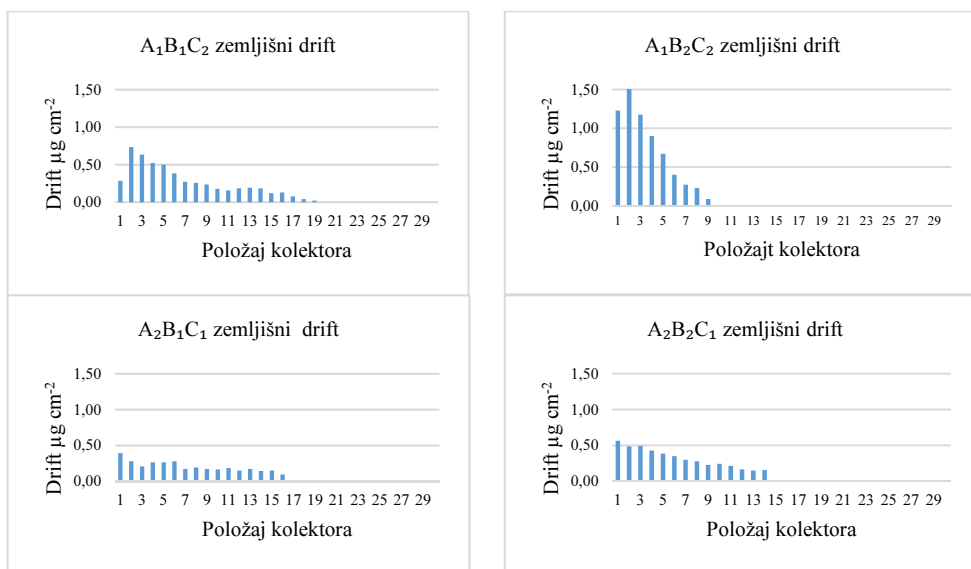 A₁B₁C₂ zemljišni drift
Drift µg cm⁻²
1,50
1,00
0,50
0,00
1 3 5 7 9 11 13 15 17 19 21 23 25 27 29
Položaj kolektora
A₁B₂C₂ zemljišni drift
Drift µg cm⁻²
1,50
1,00
0,50
0,00
1 3 5 7 9 11 13 15 17 19 21 23 25 27 29
Položajt kolektora
A₂B₁C₁ zemljišni drift
Drift µg cm⁻²
1,50
1,00
0,50
0,00
1 3 5 7 9 11 13 15 17 19 21 23 25 27 29
Položaj kolektora
A₂B₂C₁ zemljišni drift
Drift µg cm⁻²
1,50
1,00
0,50
0,00
1 3 5 7 9 11 13 15 17 19 21 23 25 27 29
Položaj kolektora